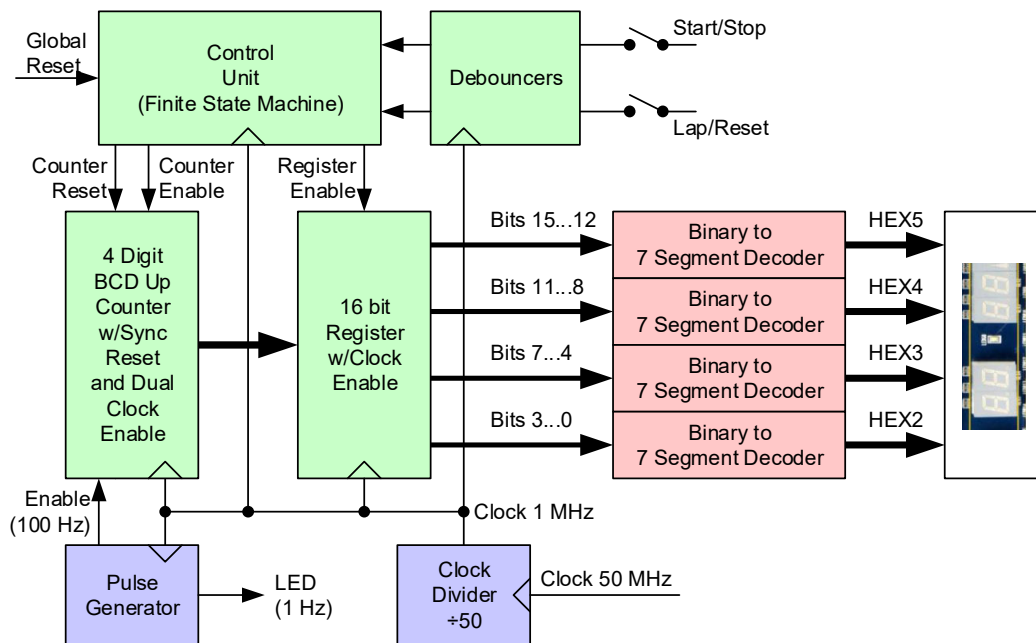 Global
Reset
Control
Unit
(Finite State Machine)
Debouncers
Start/Stop
Lap/Reset
Counter
Reset
Counter
Enable
Register
Enable
4 Digit
BCD Up
Counter
w/Sync
Reset
and Dual
Clock
Enable
16 bit
Register
w/Clock
Enable
Bits 15...12
Bits 11...8
Bits 7...4
Bits 3...0
Binary to
7 Segment Decoder
Binary to
7 Segment Decoder
Binary to
7 Segment Decoder
Binary to
7 Segment Decoder
HEX5
HEX4
HEX3
HEX2
Enable
(100 Hz)
Clock 1 MHz
Pulse
Generator
LED
(1 Hz)
Clock
Divider
÷50
Clock 50 MHz